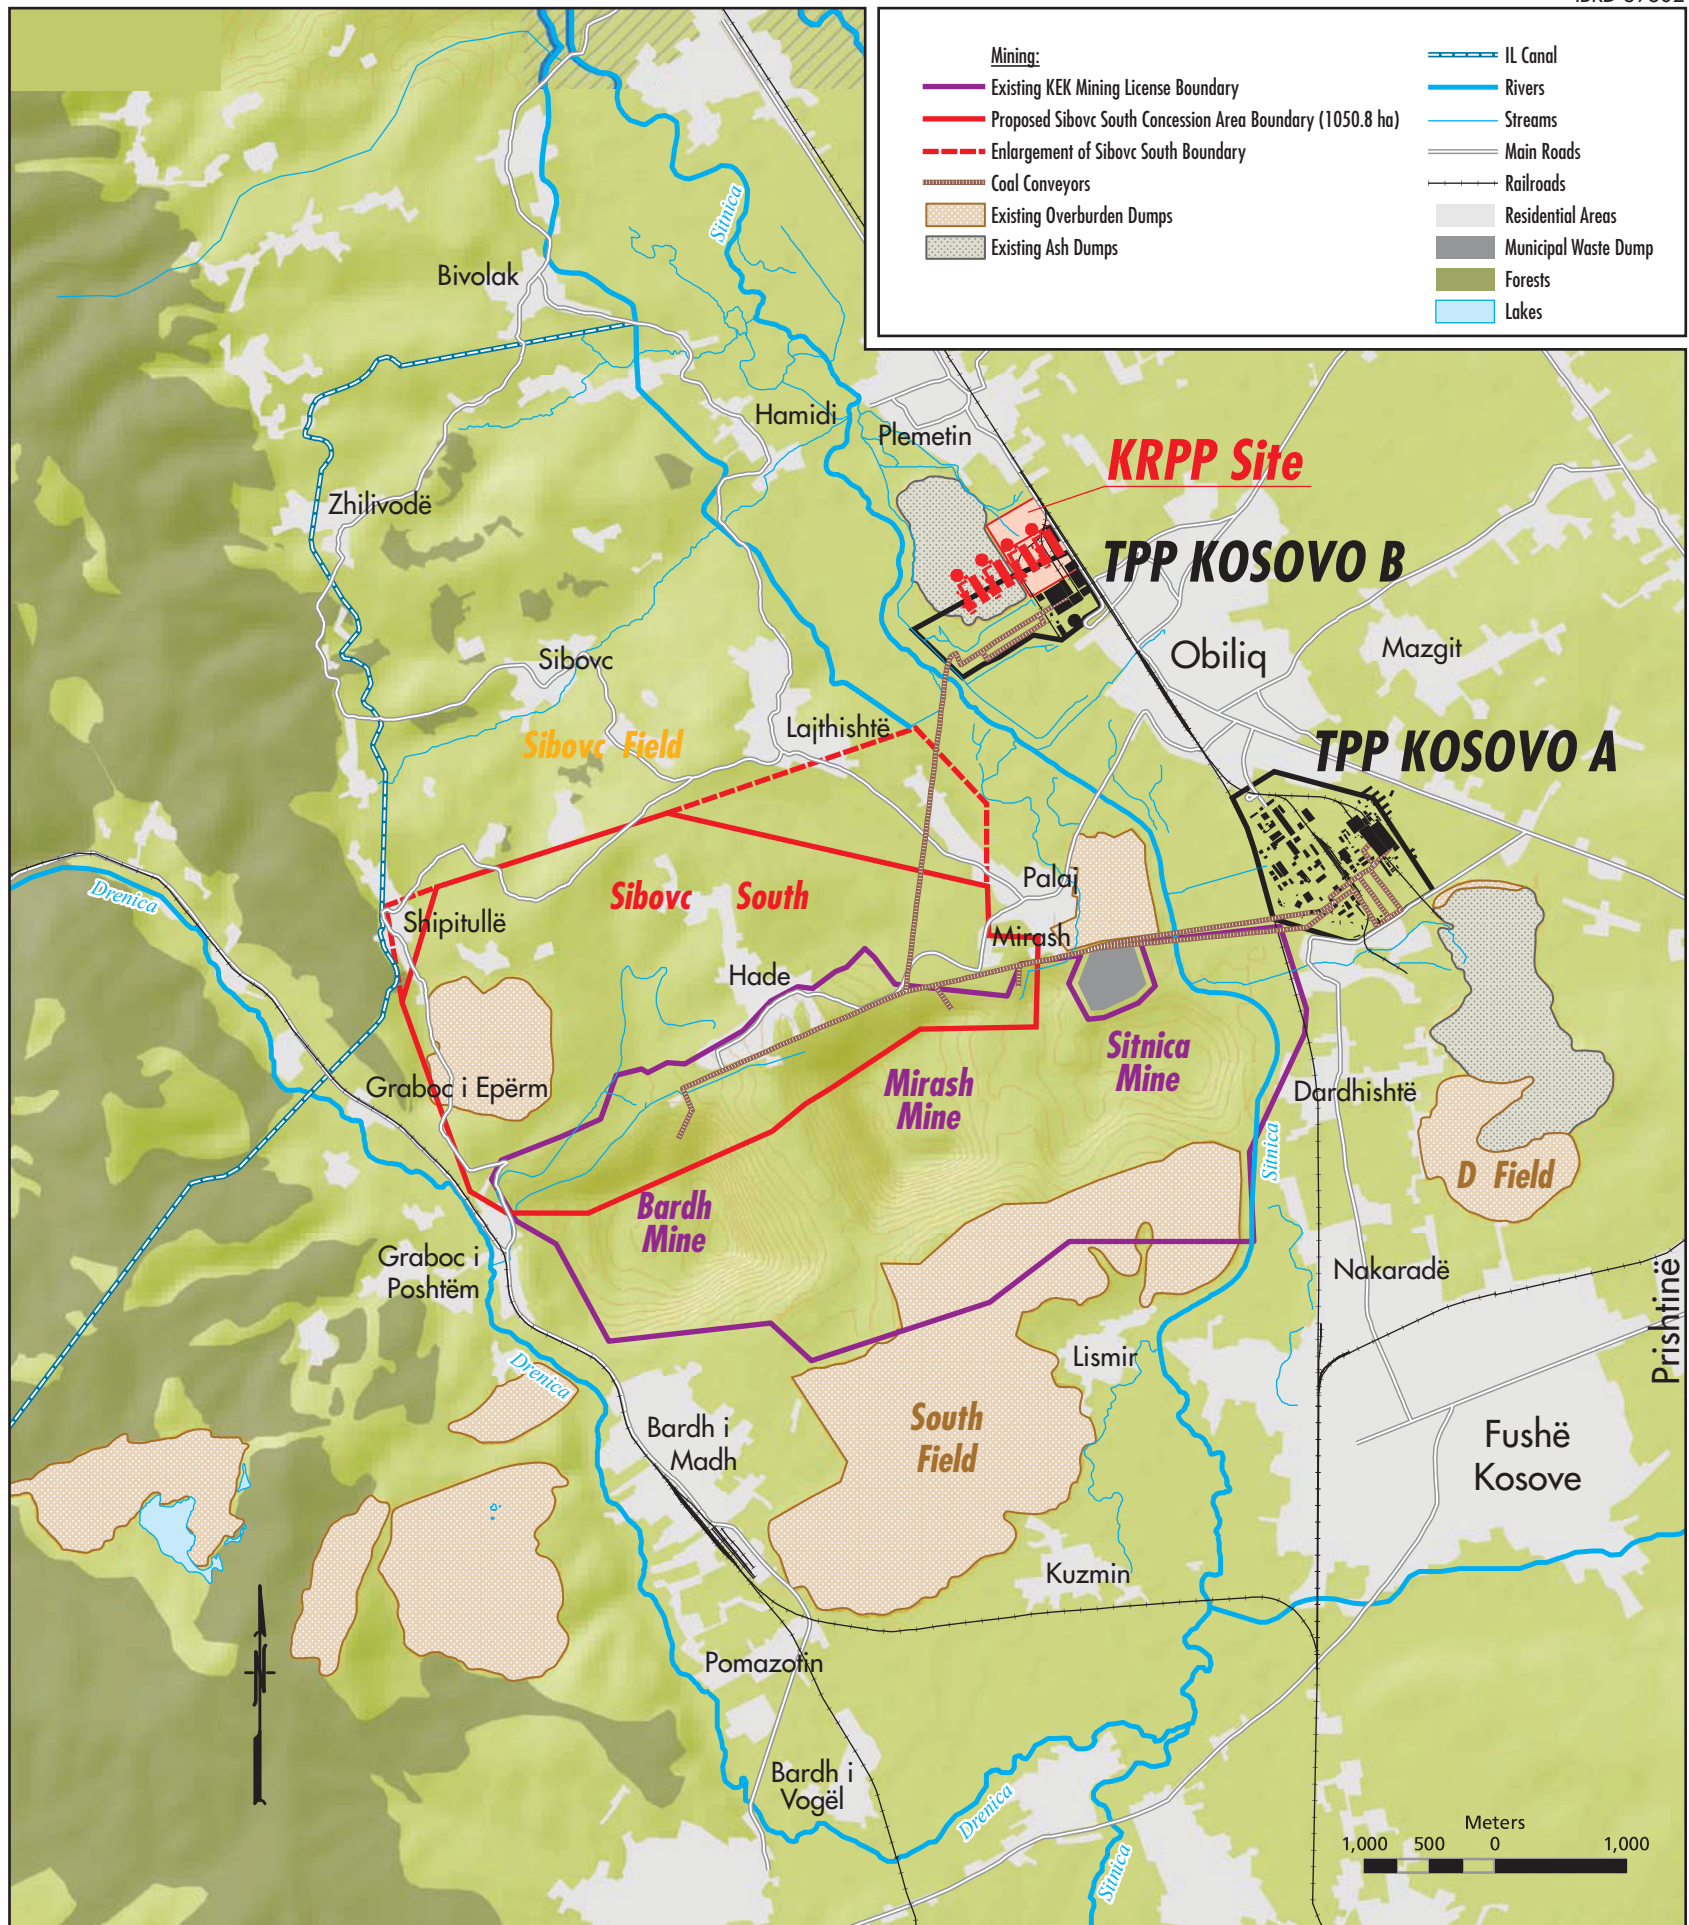 Mining:
Existing KEK Mining License Boundary
Proposed Sibovc South Concession Area Boundary (1050.8 ha)
Enlargement of Sibovc South Boundary
Coal Conveyors
Existing Overburden Dumps
Existing Ash Dumps
IL Canal
Rivers
Streams
Main Roads
Railroads
Residential Areas
Municipal Waste Dump
Forests
Lakes
Sitnica
Bivolak
Hamidi
Plemetin
KRPP Site
Zhilivodë
TPP KOSOVO B
Sibovc
Obiliq
Mazgit
Lajthishtë
Sibovc Field
TPP KOSOVO A
Drenica
Palaj
Sibovc South
Shipitullë
Mirash
Hade
Sitnica
Mine
Mirash
Mine
Graboc i Epërm
Dardhishtë
Sitnica
D Field
Bardh
Mine
Graboc i
Poshtëm
Nakaradë
Prishtinë
Lismir
Drenica
South
Field
Bardh i
Madh
Fushë
Kosove
Kuzmin
Pomazotin
Bardh i
Vogël
Drenica
Sitnica
Meters
1,000 500 0 1,000